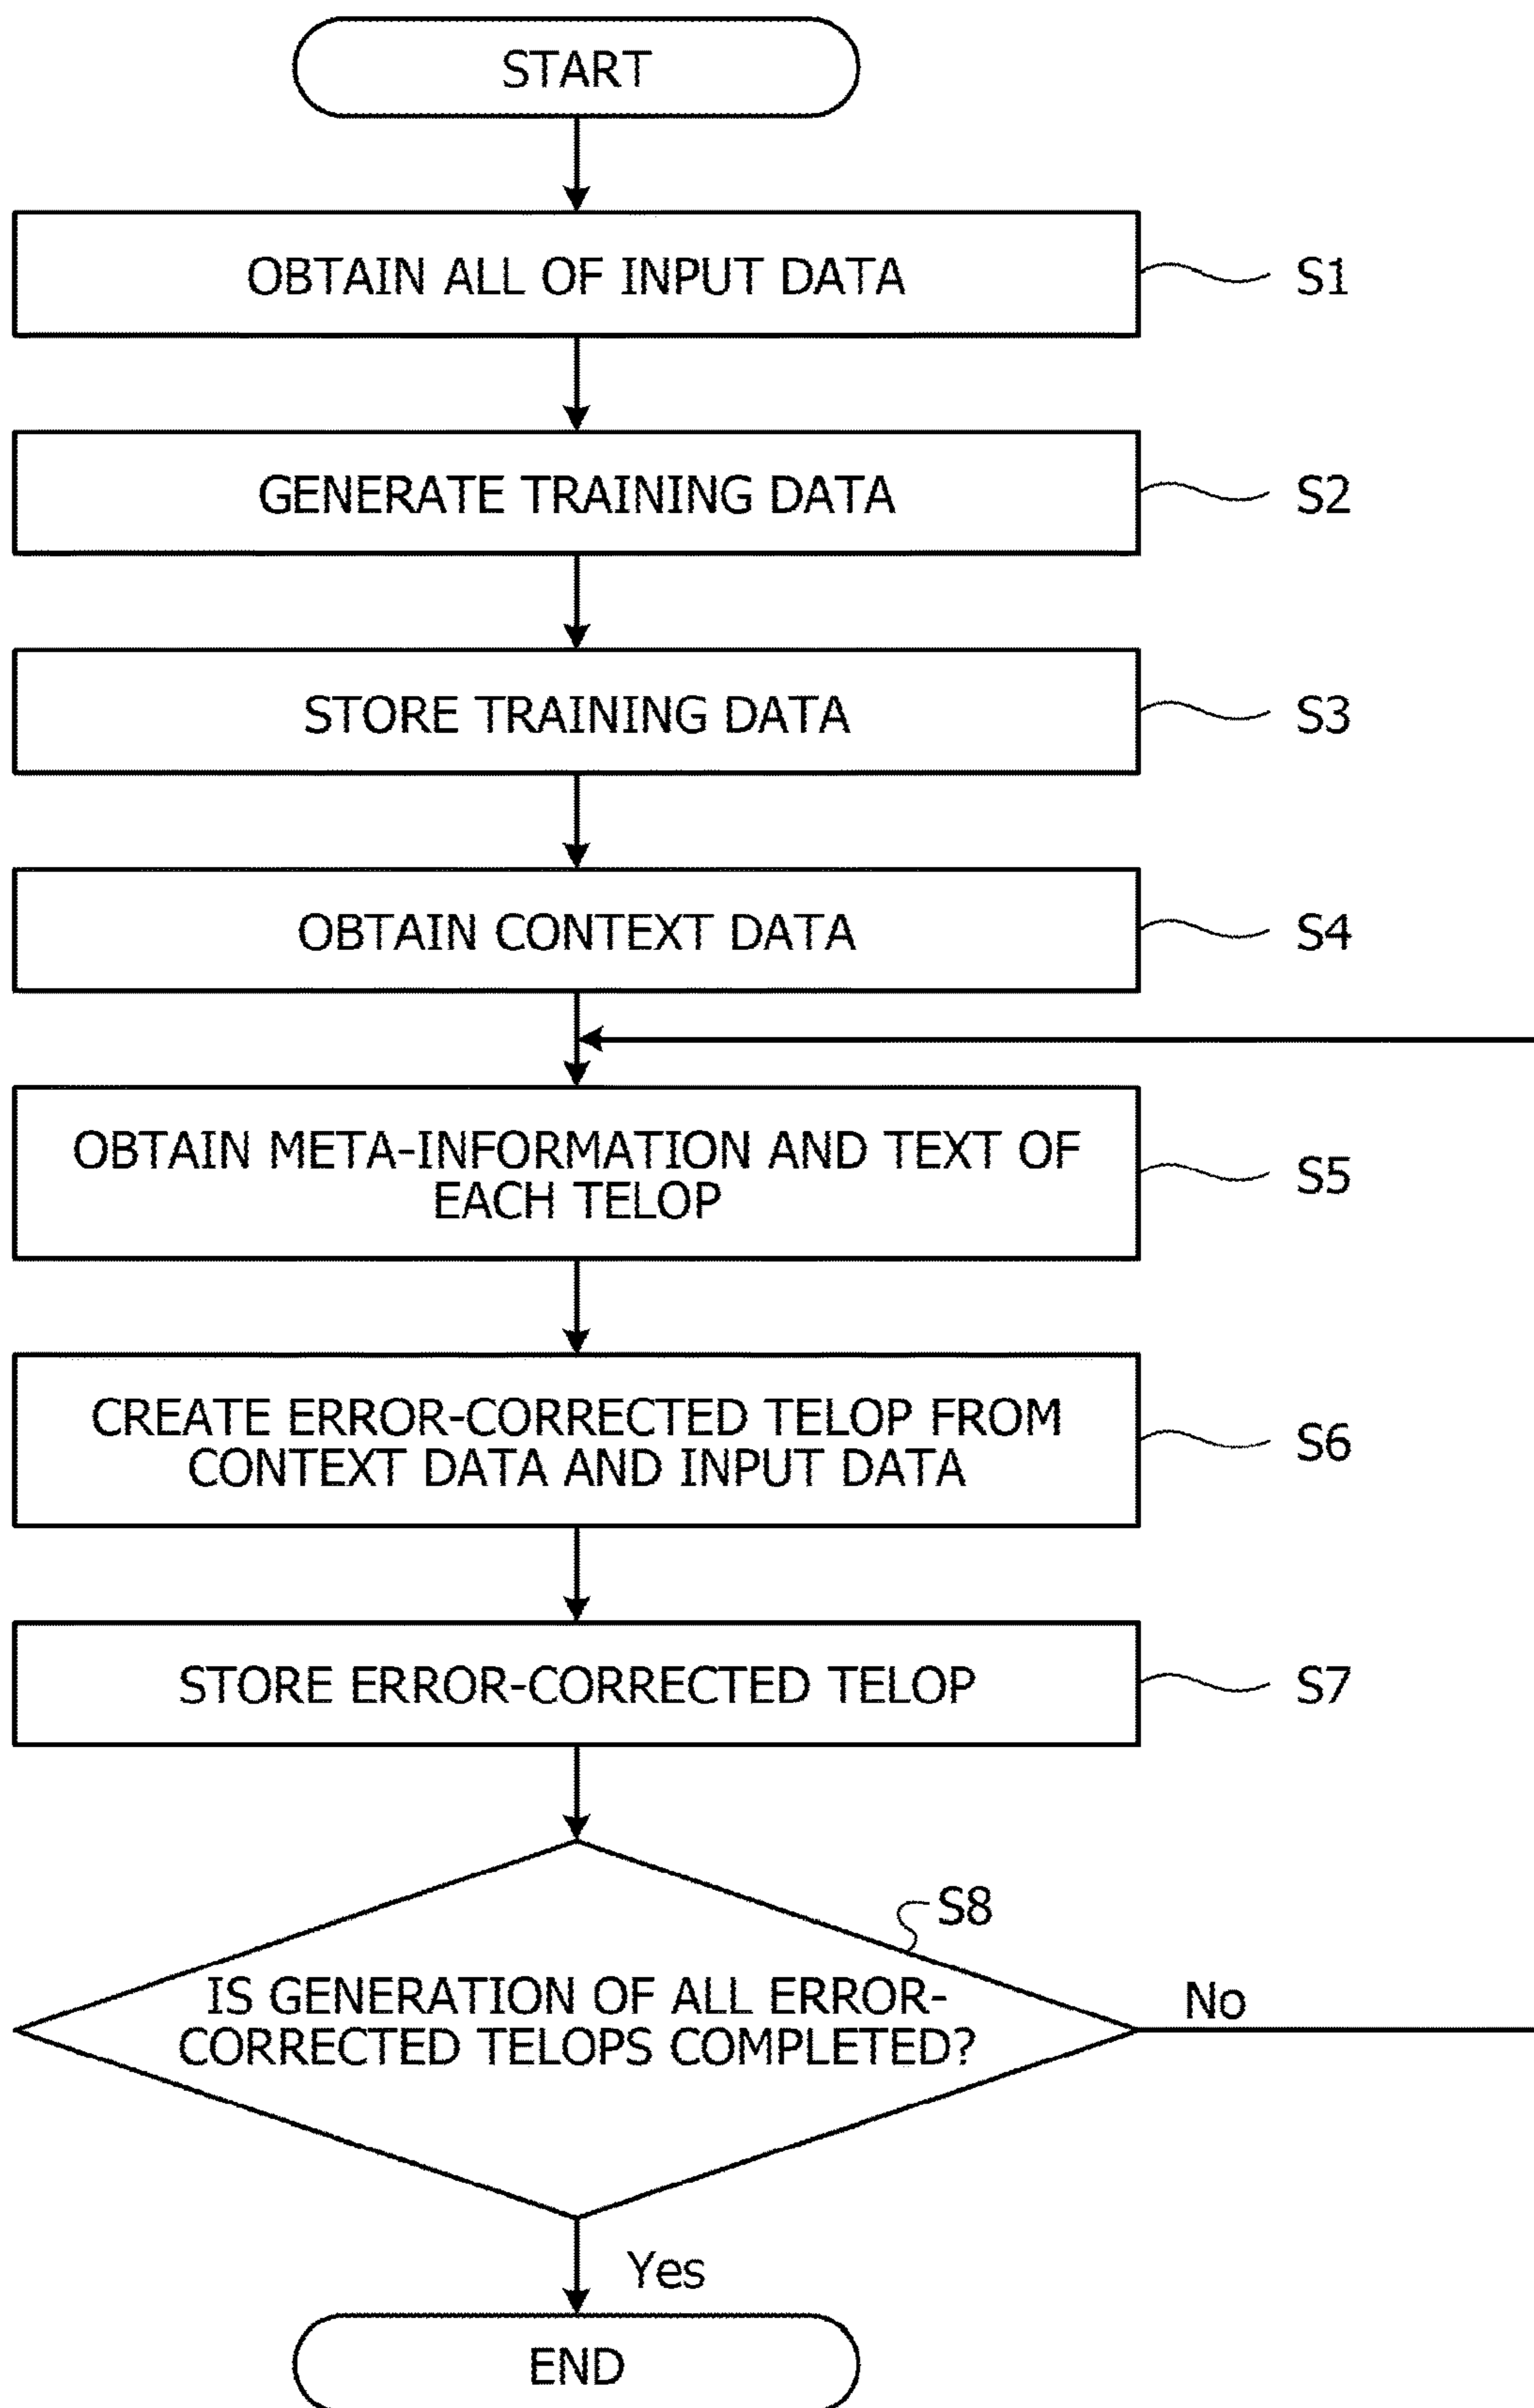 START
OBTAIN ALL OF INPUT DATA
S1
GENERATE TRAINING DATA
S2
STORE TRAINING DATA
S3
OBTAIN CONTEXT DATA
S4
OBTAIN META-INFORMATION AND TEXT OF
EACH TELOP
S5
CREATE ERROR-CORRECTED TELOP FROM
CONTEXT DATA AND INPUT DATA
S6
STORE ERROR-CORRECTED TELOP
S7
S8
IS GENERATION OF ALL ERROR-
CORRECTED TELOPS COMPLETED?
No
Yes
END